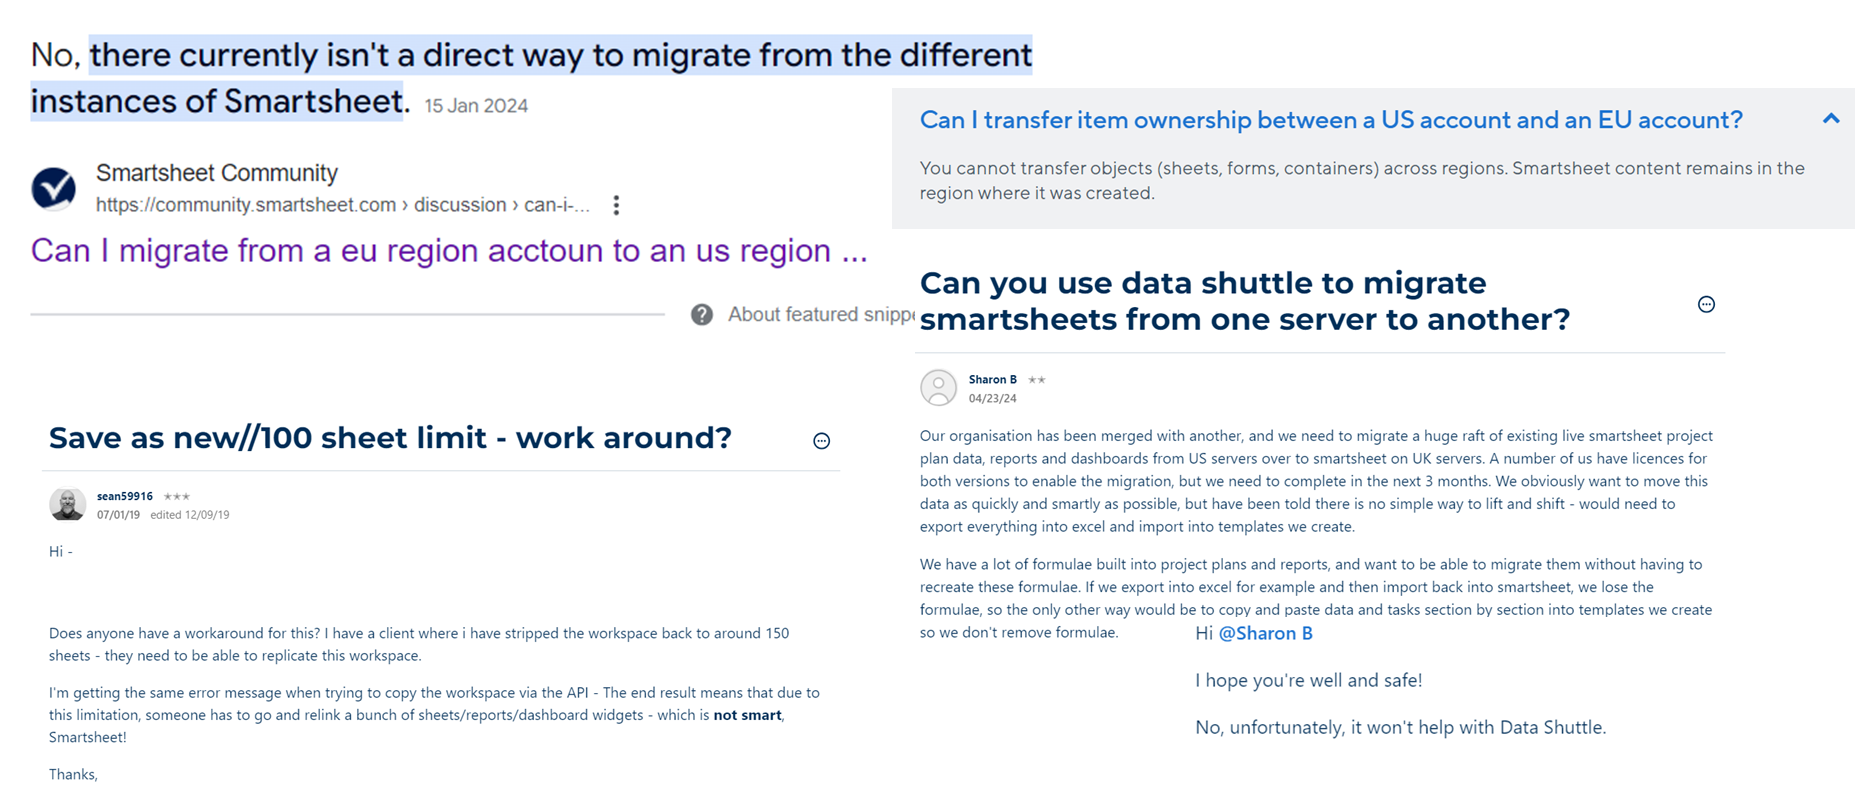 No, there currently isn't a direct way to migrate from the different
instances of Smartsheet. 15 Jan 2024
Smartsheet Community
https://community.smartsheet.com › discussion › can-i-...
Can I migrate from a eu region acctoun to an us region ...
About featured snippe
Save as new//100 sheet limit - work around?
sean59916
07/01/19 edited 12/09/19
Hi -
Does anyone have a workaround for this? I have a client where i have stripped the workspace back to around 150
sheets - they need to be able to replicate this workspace.
I'm getting the same error message when trying to copy the workspace via the API - The end result means that due to
this limitation, someone has to go and relink a bunch of sheets/reports/dashboard widgets - which is not smart,
Smartsheet!
Thanks,
Can I transfer item ownership between a US account and an EU account?
You cannot transfer objects (sheets, forms, containers) across regions. Smartsheet content remains in the
region where it was created.
Can you use data shuttle to migrate
smartsheets from one server to another?
Sharon B
04/23/24
Our organisation has been merged with another, and we need to migrate a huge raft of existing live smartsheet project
plan data, reports and dashboards from US servers over to smartsheet on UK servers. A number of us have licences for
both versions to enable the migration, but we need to complete in the next 3 months. We obviously want to move this
data as quickly and smartly as possible, but have been told there is no simple way to lift and shift - would need to
export everything into excel and import into templates we create.
We have a lot of formulae built into project plans and reports, and want to be able to migrate them without having to
recreate these formulae. If we export into excel for example and then import back into smartsheet, we lose the
formulae, so the only other way would be to copy and paste data and tasks section by section into templates we create
so we don't remove formulae.
Hi @Sharon B
I hope you're well and safe!
No, unfortunately, it won't help with Data Shuttle.